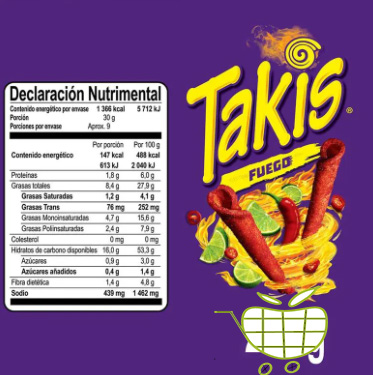 Declaración Nutrimental
Contenido energético por envase 1 366 kcal 5 712 kJ
Porción 30 g
Porciones por envase Aprox. 9
Por porción Por 100 g
Contenido energético 147 kcal 488 kcal
613 kJ 2 040 kJ
Proteínas 1,8 g 6,0 g
Grasas totales 8,4 g 27,9 g
Grasas Saturadas 1,2 g 4,1 g
Grasas Trans 76 mg 252 mg
Grasas Monoinsaturadas 4,7 g 15,6 g
Grasas Poliinsaturadas 2,4 g 7,9 g
Colesterol 0 mg 0 mg
Hidratos de carbono disponibles 16,0 g 53,3 g
Azúcares 0,9 g 3,0 g
Azúcares añadidos 0,4 g 1,4 g
Fibra dietética 1,4 g 4,8 g
Sodio 439 mg 1 462 mg
Takis®
FUEGO
g